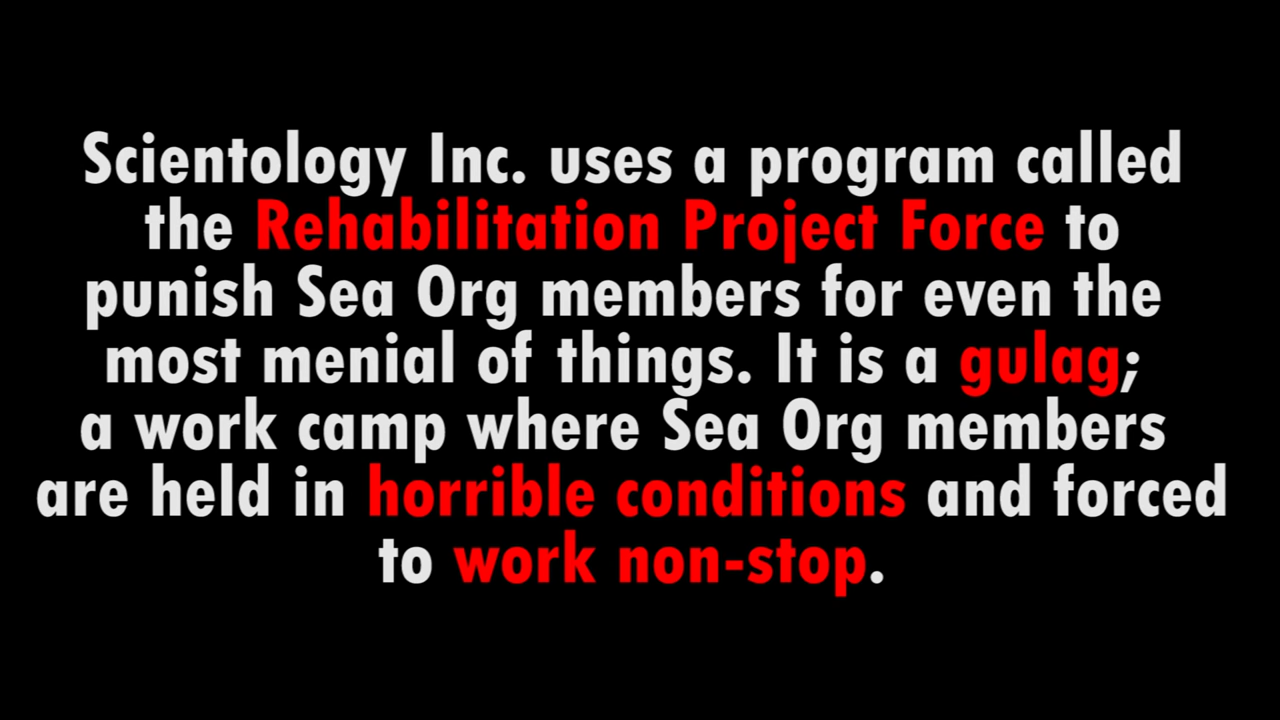 Scientology Inc. uses a program called
the Rehabilitation Project Force to
punish Sea Org members for even the
most menial of things. It is a gulag;
a work camp where Sea Org members
are held in horrible conditions and forced
to work non-stop.